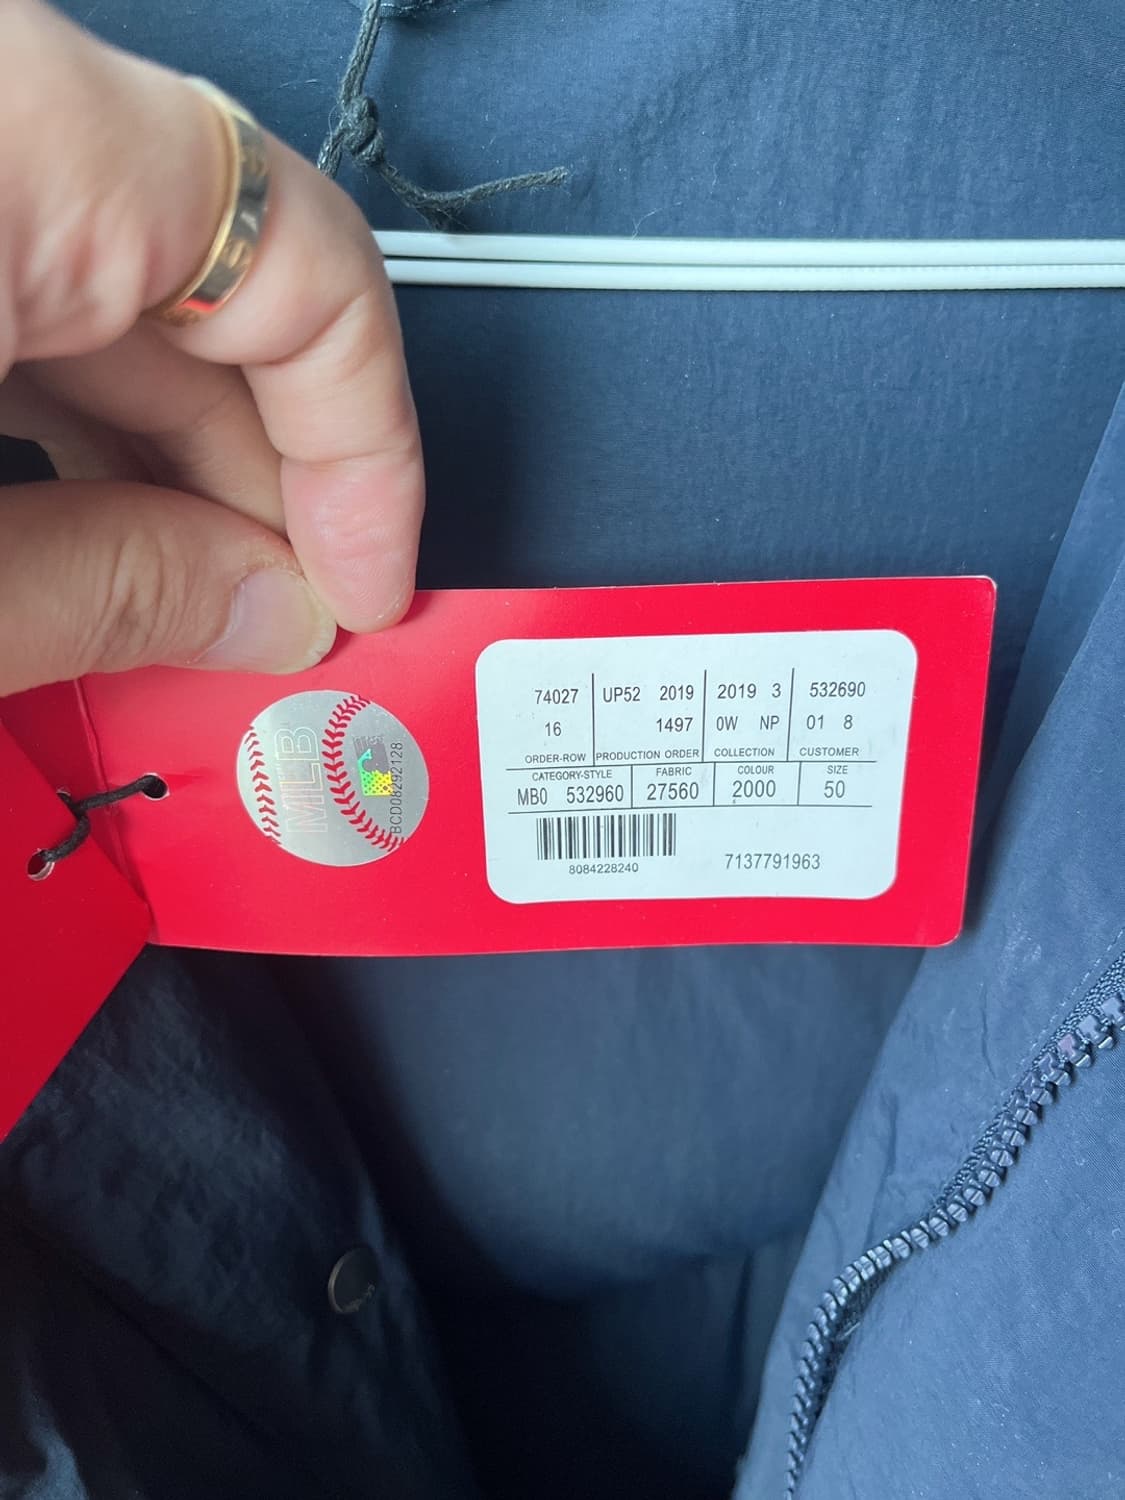 MLB
BCD08292128
74027 UP52 2019 2019 3 532690
16 1497 0W NP 01 8
ORDER-ROW PRODUCTION ORDER COLLECTION CUSTOMER
CATEGORY-STYLE FABRIC COLOUR SIZE
MB0 532960 27560 2000 50
8084228240
7137791963